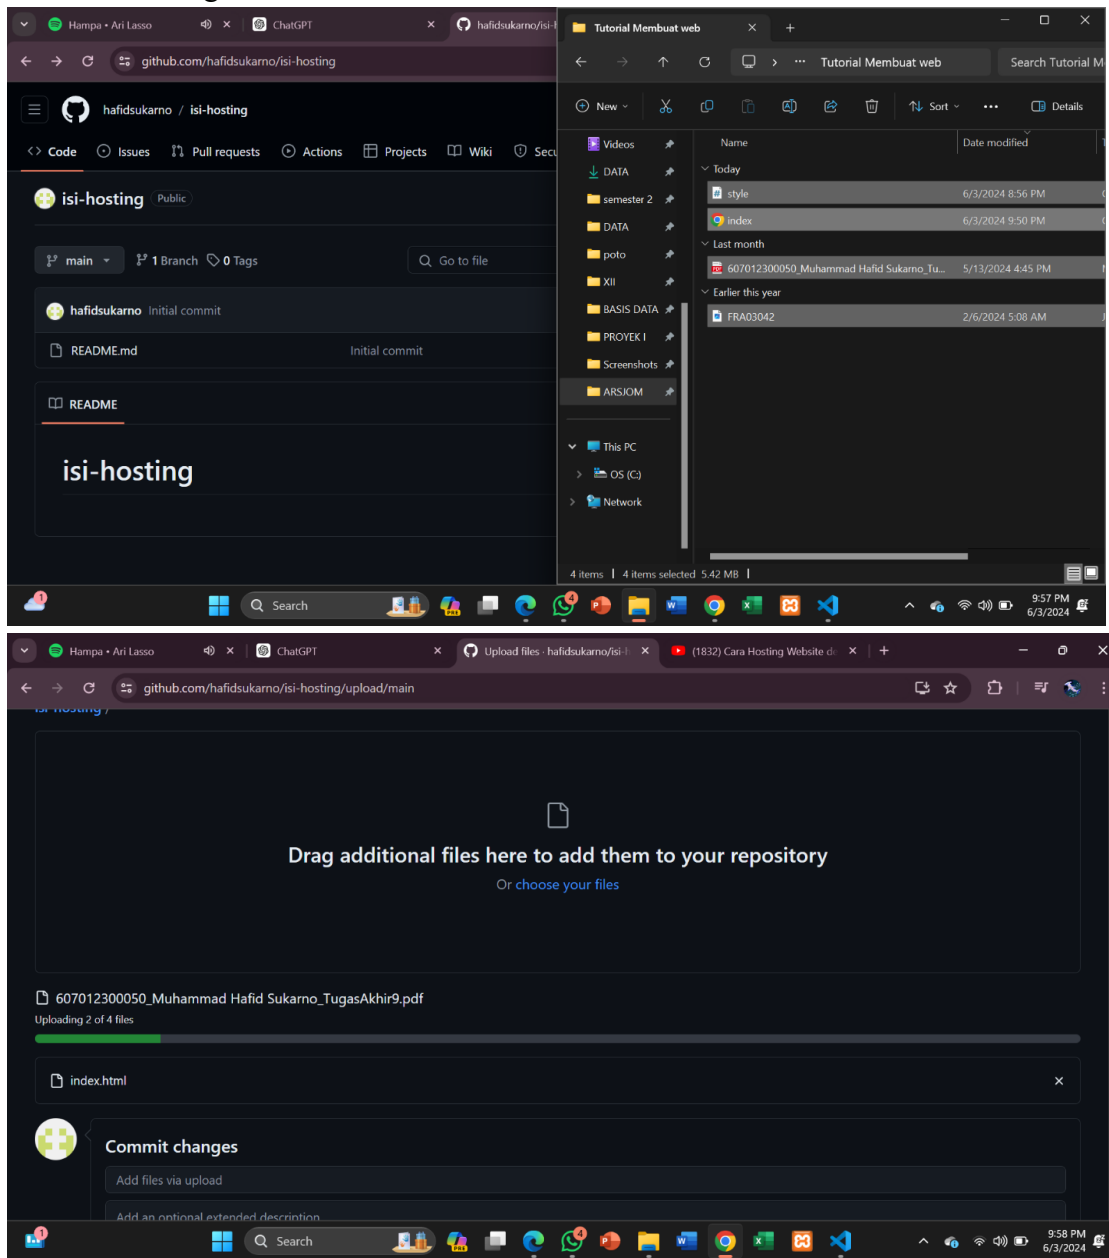 Hampa • Ari Lasso
ChatGPT
hafidsukarno/isi-h
github.com/hafidsukarno/isi-hosting
hafidsukarno / isi-hosting
Code Issues Pull requests Actions Projects Wiki Secu
isi-hosting Public
main 1 Branch 0 Tags Go to file
hafidsukarno Initial commit
README.md Initial commit
README
isi-hosting
Search
Tutorial Membuat web
Tutorial Membuat web Search Tutorial M
New Sort Details
Videos
DATA
semester 2
DATA
poto
XII
BASIS DATA
PROYEK I
Screenshots
ARSJOM
This PC
OS (C:)
Network
Name Date modified
Today
style 6/3/2024 8:56 PM
index 6/3/2024 9:50 PM
Last month
607012300050_Muhammad Hafid Sukarno_Tu... 5/13/2024 4:45 PM
Earlier this year
FRA03042 2/6/2024 5:08 AM
4 items 4 items selected 5.42 MB
9:57 PM
6/3/2024
Hampa • Ari Lasso
ChatGPT
Upload files · hafidsukarno/isi-h
(1832) Cara Hosting Website d
github.com/hafidsukarno/isi-hosting/upload/main
isi-hosting /
Drag additional files here to add them to your repository
Or choose your files
607012300050_Muhammad Hafid Sukarno_TugasAkhir9.pdf
Uploading 2 of 4 files
index.html
Commit changes
Add files via upload
Add an optional extended description
Search
9:58 PM
6/3/2024